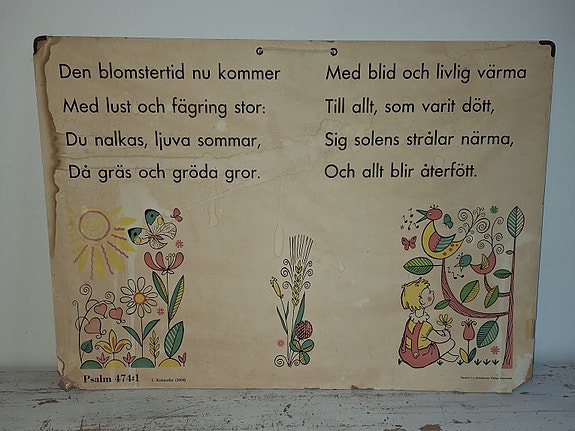 Den blomstertid nu kommer
Med lust och fägring stor:
Du nalkas, ljuva sommar,
Då gräs och gröda gror.
Med blid och livlig värma
Till allt, som varit dött,
Sig solens strålar närma,
Och allt blir återfött.
Psalm 474:1